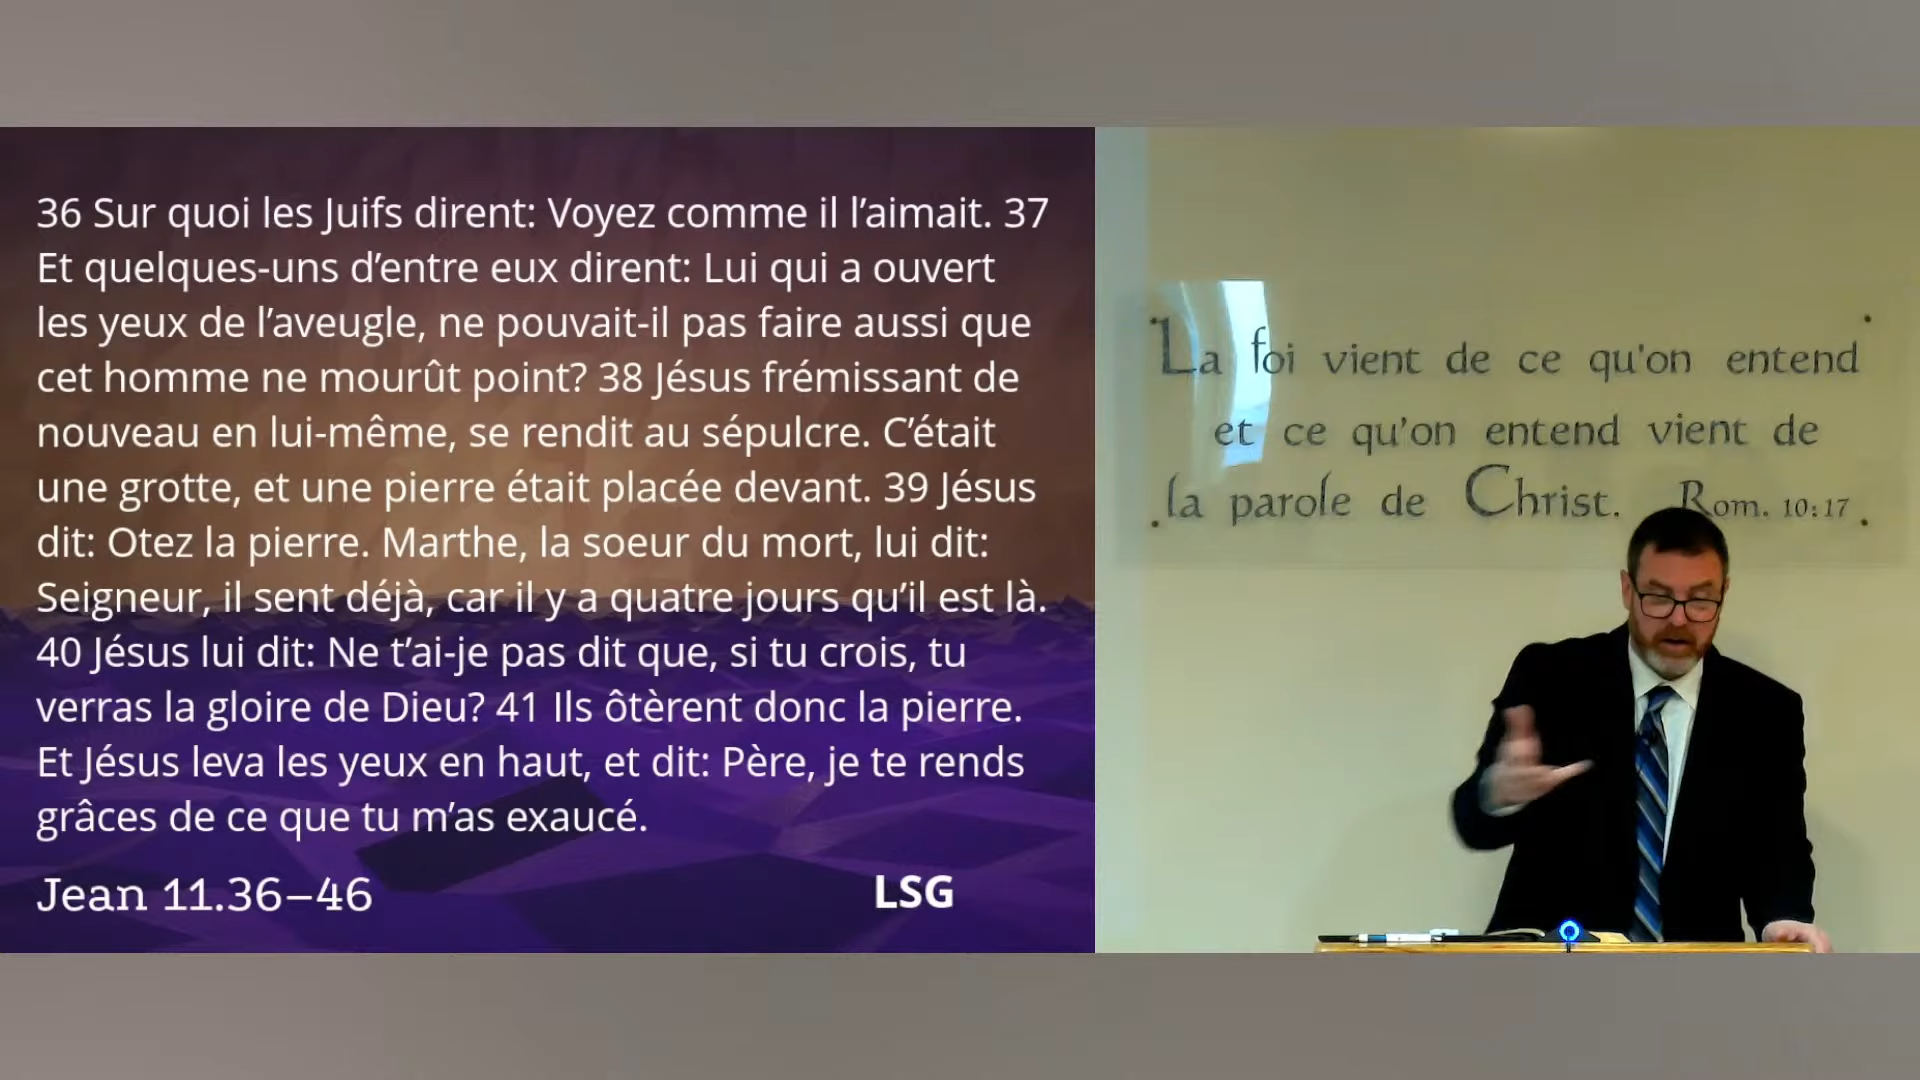 36 Sur quoi les Juifs dirent: Voyez comme il l’aimait. 37
Et quelques-uns d’entre eux dirent: Lui qui a ouvert
les yeux de l’aveugle, ne pouvait-il pas faire aussi que
cet homme ne mourût point? 38 Jésus frémissant de
nouveau en lui-même, se rendit au sépulcre. C’était
une grotte, et une pierre était placée devant. 39 Jésus
dit: Otez la pierre. Marthe, la soeur du mort, lui dit:
Seigneur, il sent déjà, car il y a quatre jours qu’il est là.
40 Jésus lui dit: Ne t’ai-je pas dit que, si tu crois, tu
verras la gloire de Dieu? 41 Ils ôtèrent donc la pierre.
Et Jésus leva les yeux en haut, et dit: Père, je te rends
grâces de ce que tu m’as exaucé.
Jean 11.36–46 LSG
La foi vient de ce qu'on entend
et ce qu'on entend vient de
la parole de Christ. Rom. 10:17